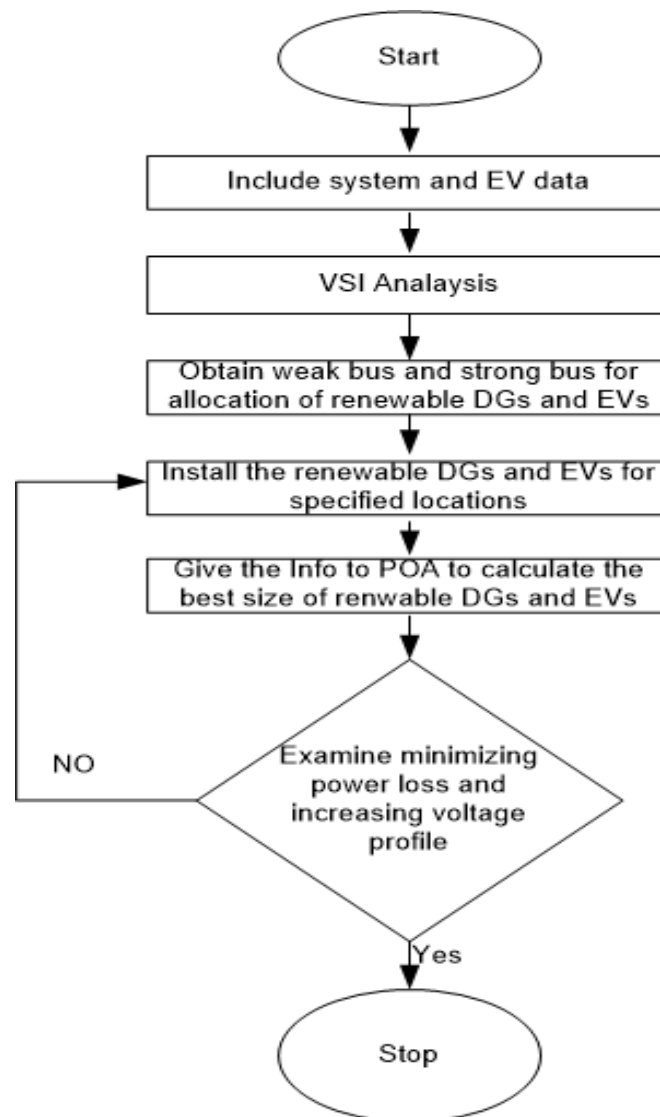 Start
Include system and EV data
VSI Analaysis
Obtain weak bus and strong bus for
allocation of renewable DGs and EVs
Install the renewable DGs and EVs for
specified locations
Give the Info to POA to calculate the
best size of renwable DGs and EVs
Examine minimizing
power loss and
increasing voltage
profile
NO
Yes
Stop